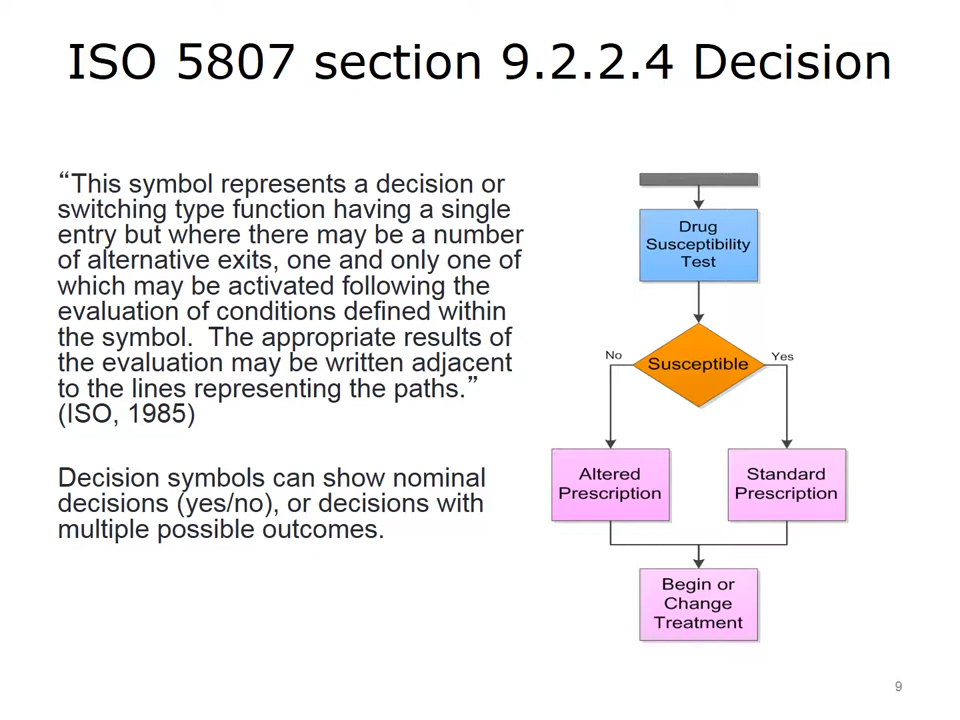 ISO 5807 section 9.2.2.4 Decision
“This symbol represents a decision or
switching type function having a single
entry but where there may be a number
of alternative exits, one and only one of
which may be activated following the
evaluation of conditions defined within
the symbol.  The appropriate results of
the evaluation may be written adjacent
to the lines representing the paths.”
(ISO, 1985)
Decision symbols can show nominal
decisions (yes/no), or decisions with
multiple possible outcomes.
Drug
Susceptibility
Test
No
Susceptible
Yes
Altered
Prescription
Standard
Prescription
Begin or
Change
Treatment
9